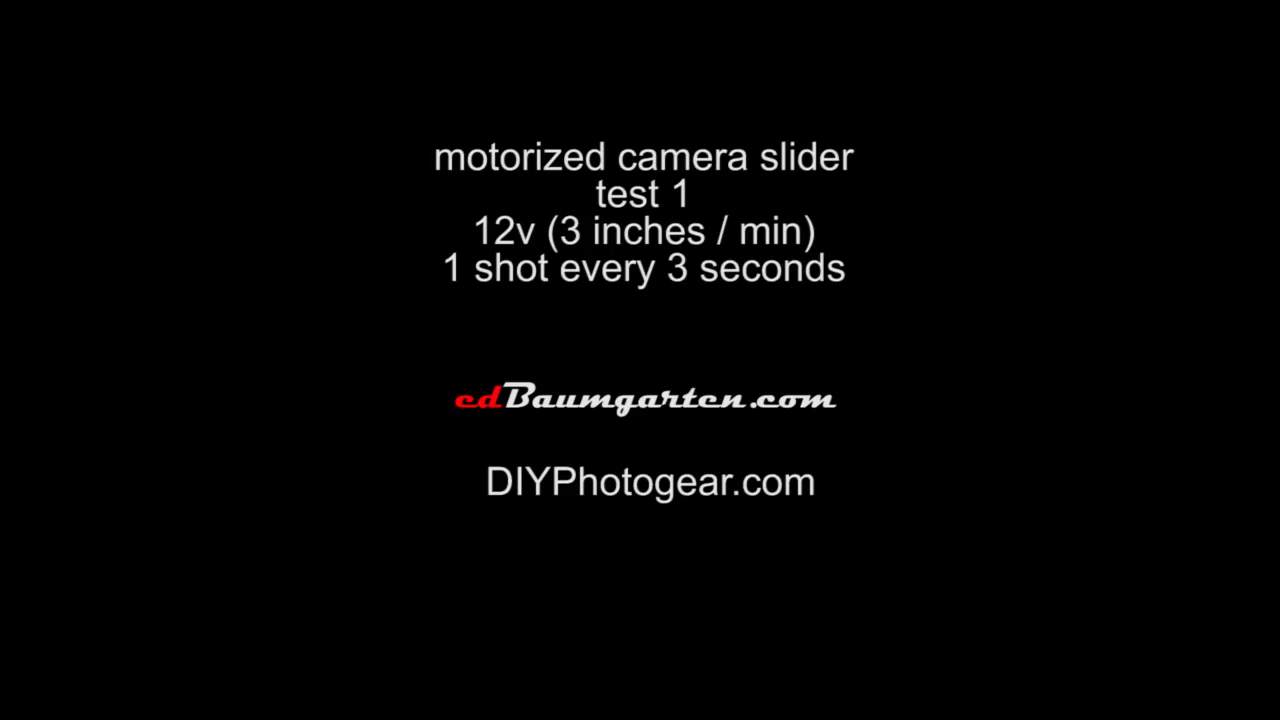 motorized camera slider
test 1
12v (3 inches / min)
1 shot every 3 seconds
edBaumgarten.com
DIYPhotogear.com